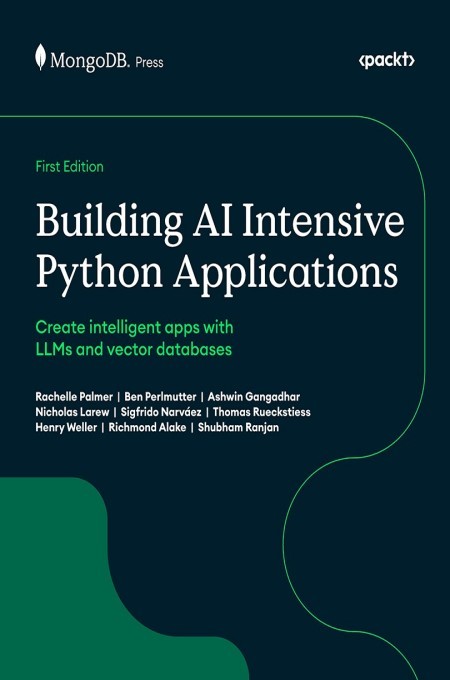 MongoDB. Press
<packt>
First Edition
Building AI Intensive
Python Applications
Create intelligent apps with
LLMs and vector databases
Rachelle Palmer | Ben Perlmutter | Ashwin Gangadhar
Nicholas Larew | Sigfrido Narváez | Thomas Rueckstiess
Henry Weller | Richmond Alake | Shubham Ranjan